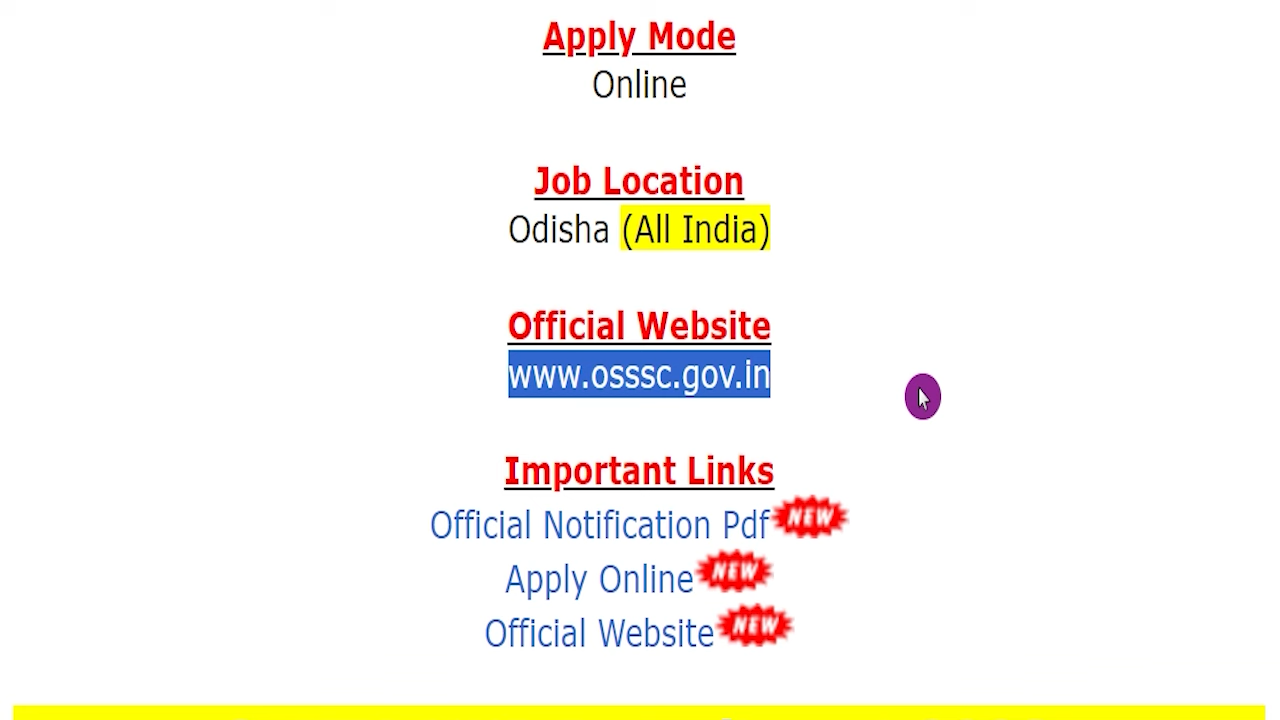 Apply Mode
Online
Job Location
Odisha (All India)
Official Website
www.osssc.gov.in
Important Links
Official Notification Pdf NEW
Apply Online NEW
Official Website NEW